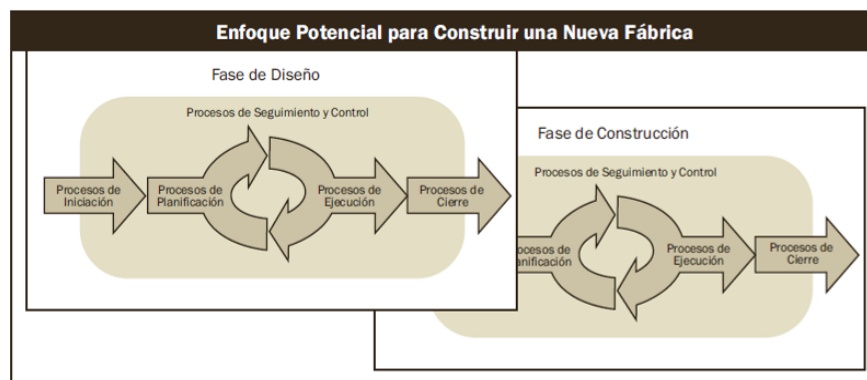 Enfoque Potencial para Construir una Nueva Fábrica
Fase de Diseño
Procesos de Seguimiento y Control
Procesos de
Iniciación
Procesos de
Planificación
Procesos de
Ejecución
Procesos de
Cierre
Fase de Construcción
Procesos de Seguimiento y Control
ocesos de
anificación
Procesos de
Ejecución
Procesos de
Cierre